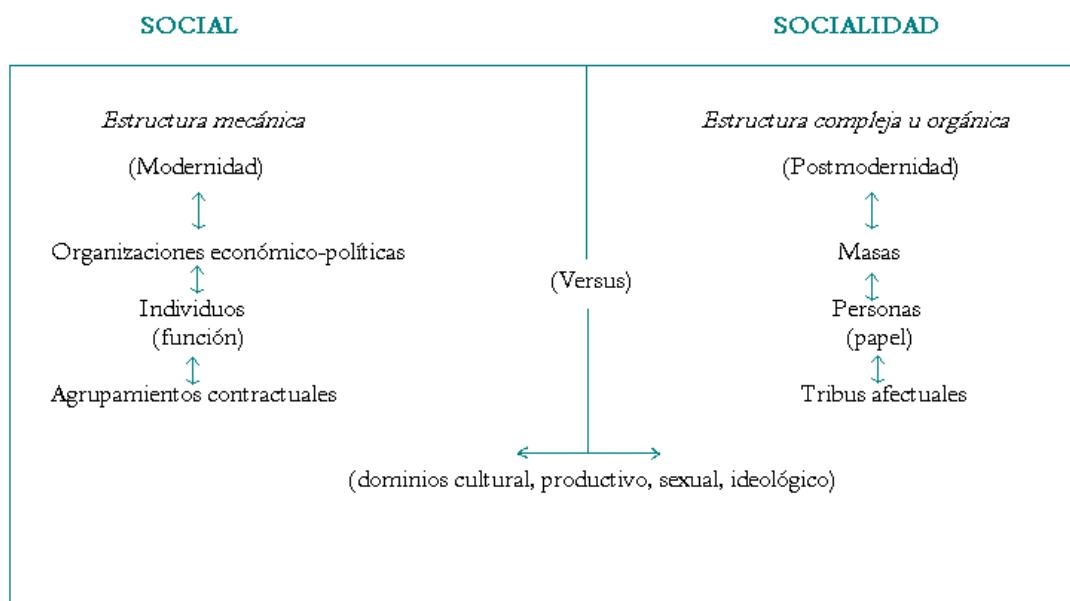 SOCIAL
SOCIALIDAD
Estructura mecánica
(Modernidad)
Organizaciones económico-políticas
Individuos
(función)
Agrupamientos contractuales
(Versus)
Estructura compleja u orgánica
(Postmodernidad)
Masas
Personas
(papel)
Tribus afectuales
(dominios cultural, productivo, sexual, ideológico)